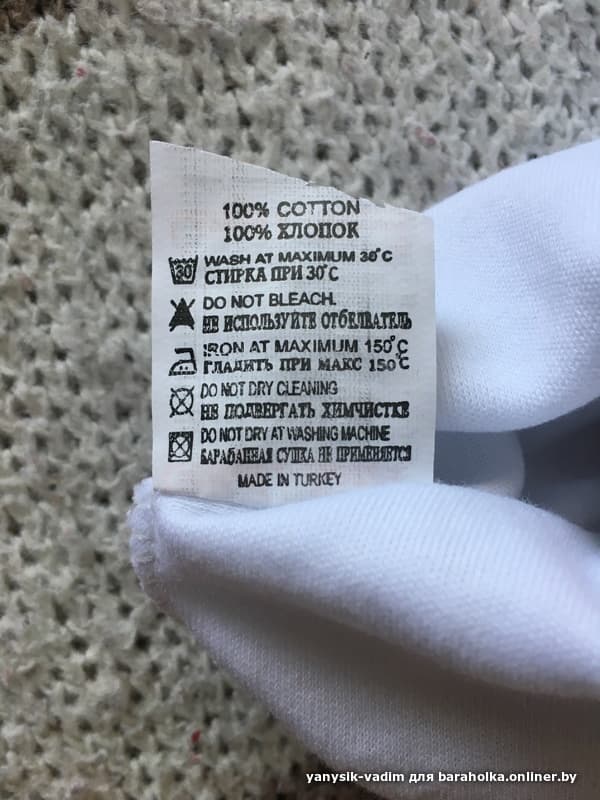 100% COTTON
100% ХЛОПОК
30
WASH AT MAXIMUM 30°C
СТИРКА ПРИ 30°C
DO NOT BLEACH.
НЕ ИСПОЛЬЗУЙТЕ ОТБЕЛВАТЕЛЬ
IRON AT MAXIMUM 150°C
ГЛАДИТЬ ПРИ МАКС 150°C
DO NOT DRY CLEANING
НЕ ПОДВЕРГАТЬ ХИМЧИСТКЕ
DO NOT DRY AT WASHING MACHINE
БАРАБАННАЯ СУШКА НЕ ПРИМЕНЯЕТСЯ
MADE IN TURKEY
yanysik-vadim для baraholka.onliner.by